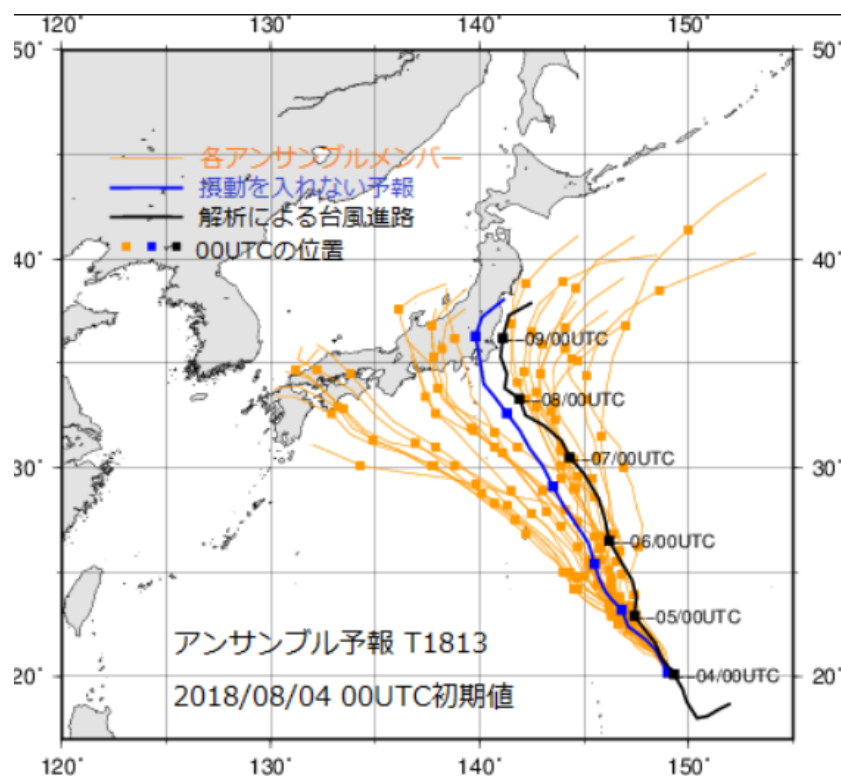 120° 130° 140° 150°
50° 50°
各アンサンブルメンバー
摂動を入れない予報
解析による台風進路
00UTCの位置
40° 40°
09/00UTC
08/00UTC
07/00UTC
30° 30°
06/00UTC
05/00UTC
アンサンブル予報 T1813
04/00UTC
20° 20°
2018/08/04 00UTC初期値
120° 130° 140° 150°